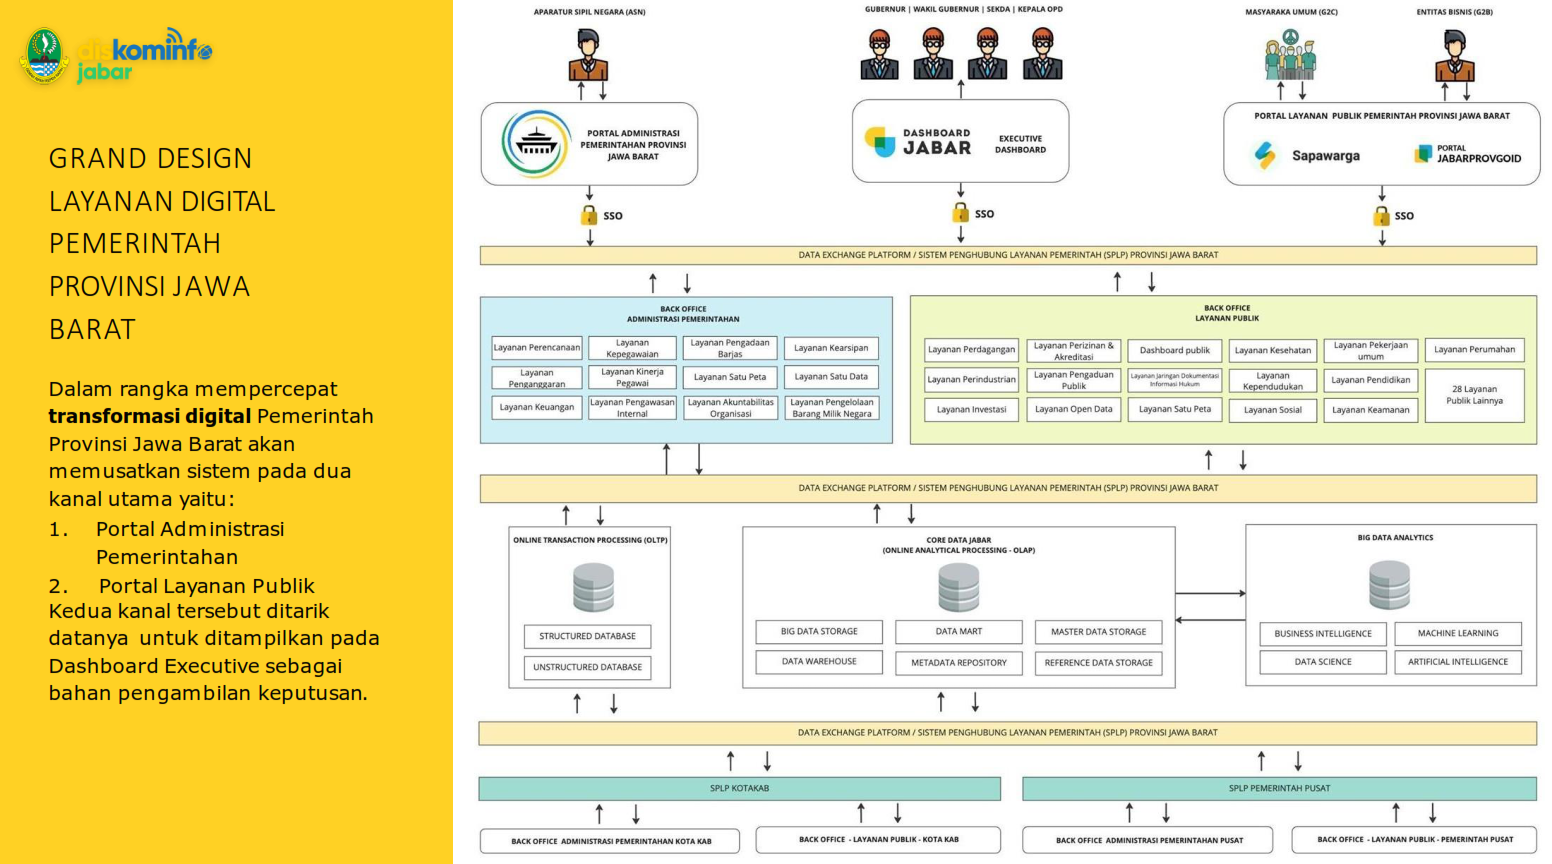 diskominfo
jabar
GRAND DESIGN
LAYANAN DIGITAL
PEMERINTAH
PROVINSI JAWA
BARAT
Dalam rangka mempercepat
transformasi digital Pemerintah
Provinsi Jawa Barat akan
memusatkan sistem pada dua
kanal utama yaitu:
1. Portal Administrasi
Pemerintahan
2. Portal Layanan Publik
Kedua kanal tersebut ditarik
datanya untuk ditampilkan pada
Dashboard Executive sebagai
bahan pengambilan keputusan.
APARATUR SIPIL NEGARA (ASN)
GUBERNUR | WAKIL GUBERNUR | SEKDA | KEPALA OPD
MASYARAKA UMUM (G2C)
ENTITAS BISNIS (G2B)
PORTAL ADMINISTRASI
PEMERINTAHAN PROVINSI
JAWA BARAT
DASHBOARD
JABAR
EXECUTIVE
DASHBOARD
PORTAL LAYANAN PUBLIK PEMERINTAH PROVINSI JAWA BARAT
Sapawarga
PORTAL
JABARPROVGOID
SSO
SSO
SSO
DATA EXCHANGE PLATFORM / SISTEM PENGHUBUNG LAYANAN PEMERINTAH (SPLP) PROVINSI JAWA BARAT
BACK OFFICE
ADMINISTRASI PEMERINTAHAN
Layanan Perencanaan
Layanan
Kepegawaian
Layanan Pengadaan
Barjas
Layanan Kearsipan
Layanan
Penganggaran
Layanan Kinerja
Pegawai
Layanan Satu Peta
Layanan Satu Data
Layanan Keuangan
Layanan Pengawasan
Internal
Layanan Akuntabilitas
Organisasi
Layanan Pengelolaan
Barang Milik Negara
BACK OFFICE
LAYANAN PUBLIK
Layanan Perdagangan
Layanan Perizinan &
Akreditasi
Dashboard publik
Layanan Kesehatan
Layanan Pekerjaan
umum
Layanan Perumahan
Layanan Perindustrian
Layanan Pengaduan
Publik
Layanan Jaringan Dokumentasi
Informasi Hukum
Layanan
Kependudukan
Layanan Pendidikan
28 Layanan
Publik Lainnya
Layanan Investasi
Layanan Open Data
Layanan Satu Peta
Layanan Sosial
Layanan Keamanan
DATA EXCHANGE PLATFORM / SISTEM PENGHUBUNG LAYANAN PEMERINTAH (SPLP) PROVINSI JAWA BARAT
ONLINE TRANSACTION PROCESSING (OLTP)
STRUCTURED DATABASE
UNSTRUCTURED DATABASE
CORE DATA JABAR
(ONLINE ANALYTICAL PROCESSING - OLAP)
BIG DATA STORAGE
DATA MART
MASTER DATA STORAGE
DATA WAREHOUSE
METADATA REPOSITORY
REFERENCE DATA STORAGE
BIG DATA ANALYTICS
BUSINESS INTELLIGENCE
MACHINE LEARNING
DATA SCIENCE
ARTIFICIAL INTELLIGENCE
DATA EXCHANGE PLATFORM / SISTEM PENGHUBUNG LAYANAN PEMERINTAH (SPLP) PROVINSI JAWA BARAT
SPLP KOTAKAB
SPLP PEMERINTAH PUSAT
BACK OFFICE ADMINISTRASI PEMERINTAHAN KOTA KAB
BACK OFFICE - LAYANAN PUBLIK - KOTA KAB
BACK OFFICE ADMINISTRASI PEMERINTAHAN PUSAT
BACK OFFICE - LAYANAN PUBLIK - PEMERINTAH PUSAT